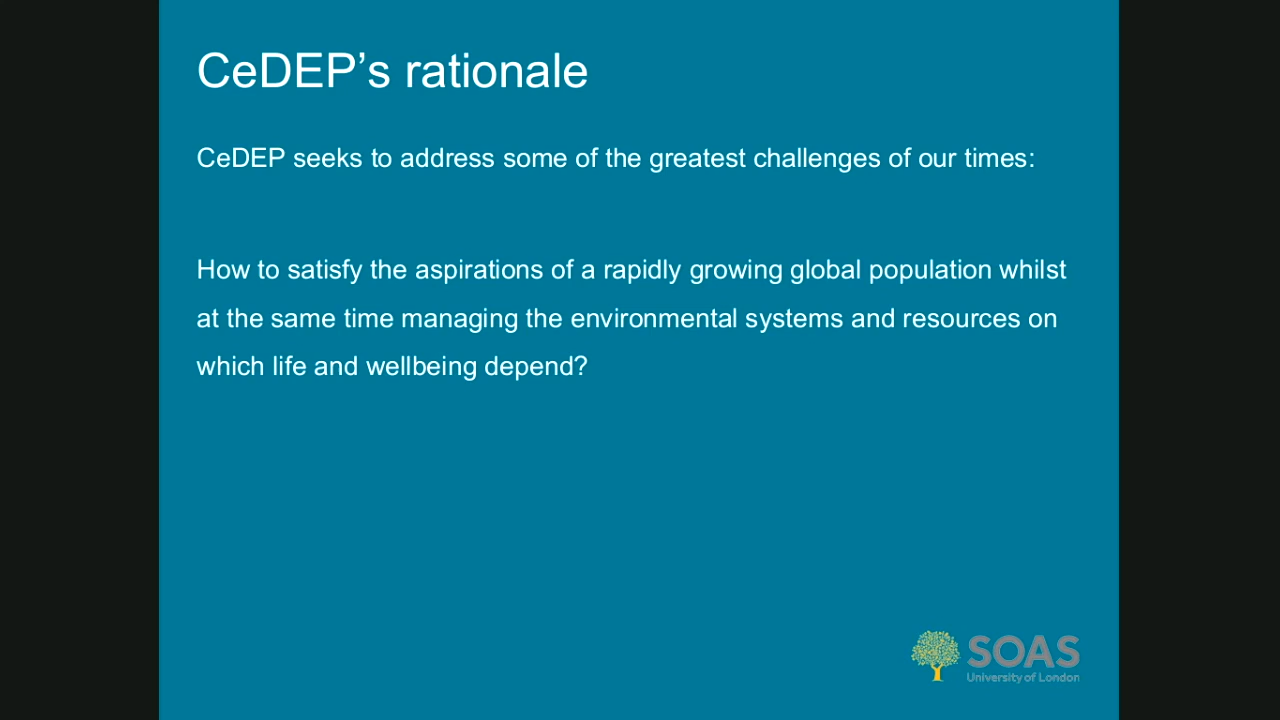 CeDEP’s rationale
CeDEP seeks to address some of the greatest challenges of our times:
How to satisfy the aspirations of a rapidly growing global population whilst
at the same time managing the environmental systems and resources on
which life and wellbeing depend?
SOAS
University of London